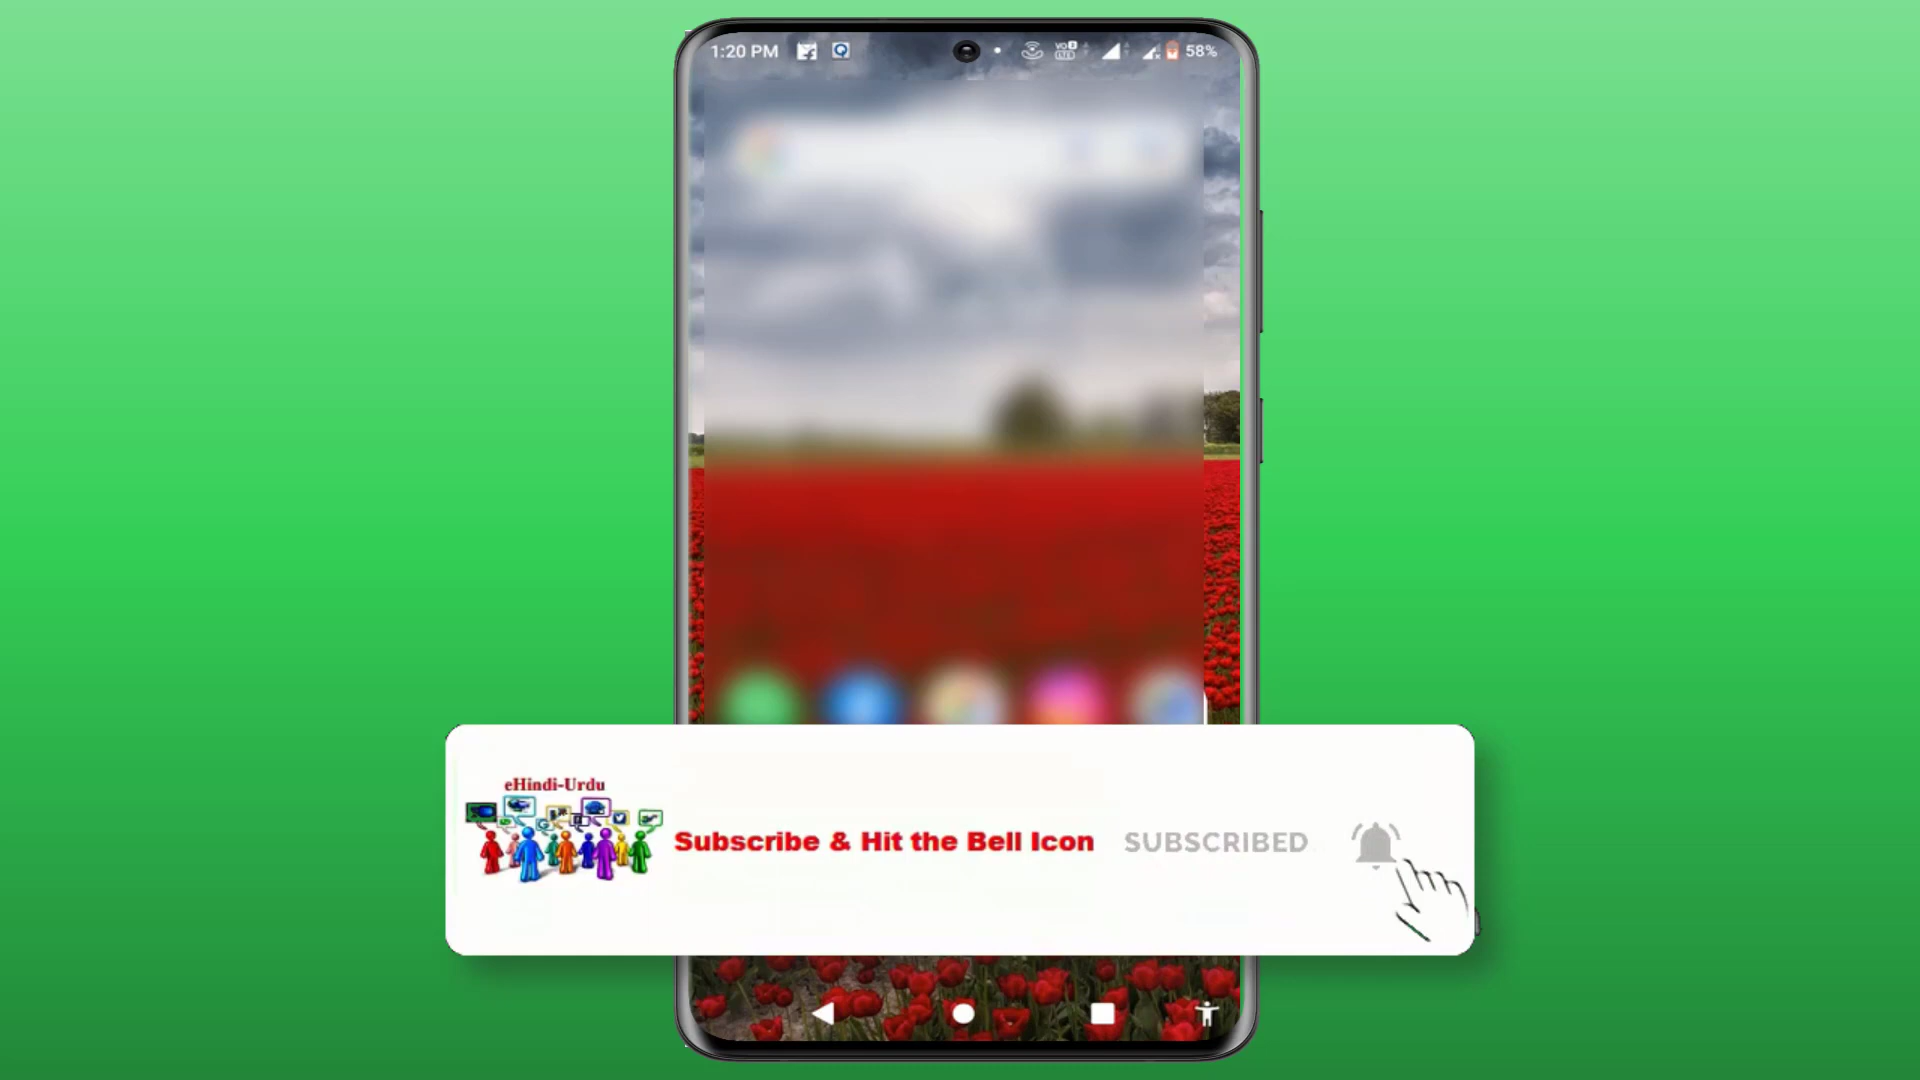 1:20 PM
58%
eHindi-Urdu
Subscribe & Hit the Bell Icon
SUBSCRIBED